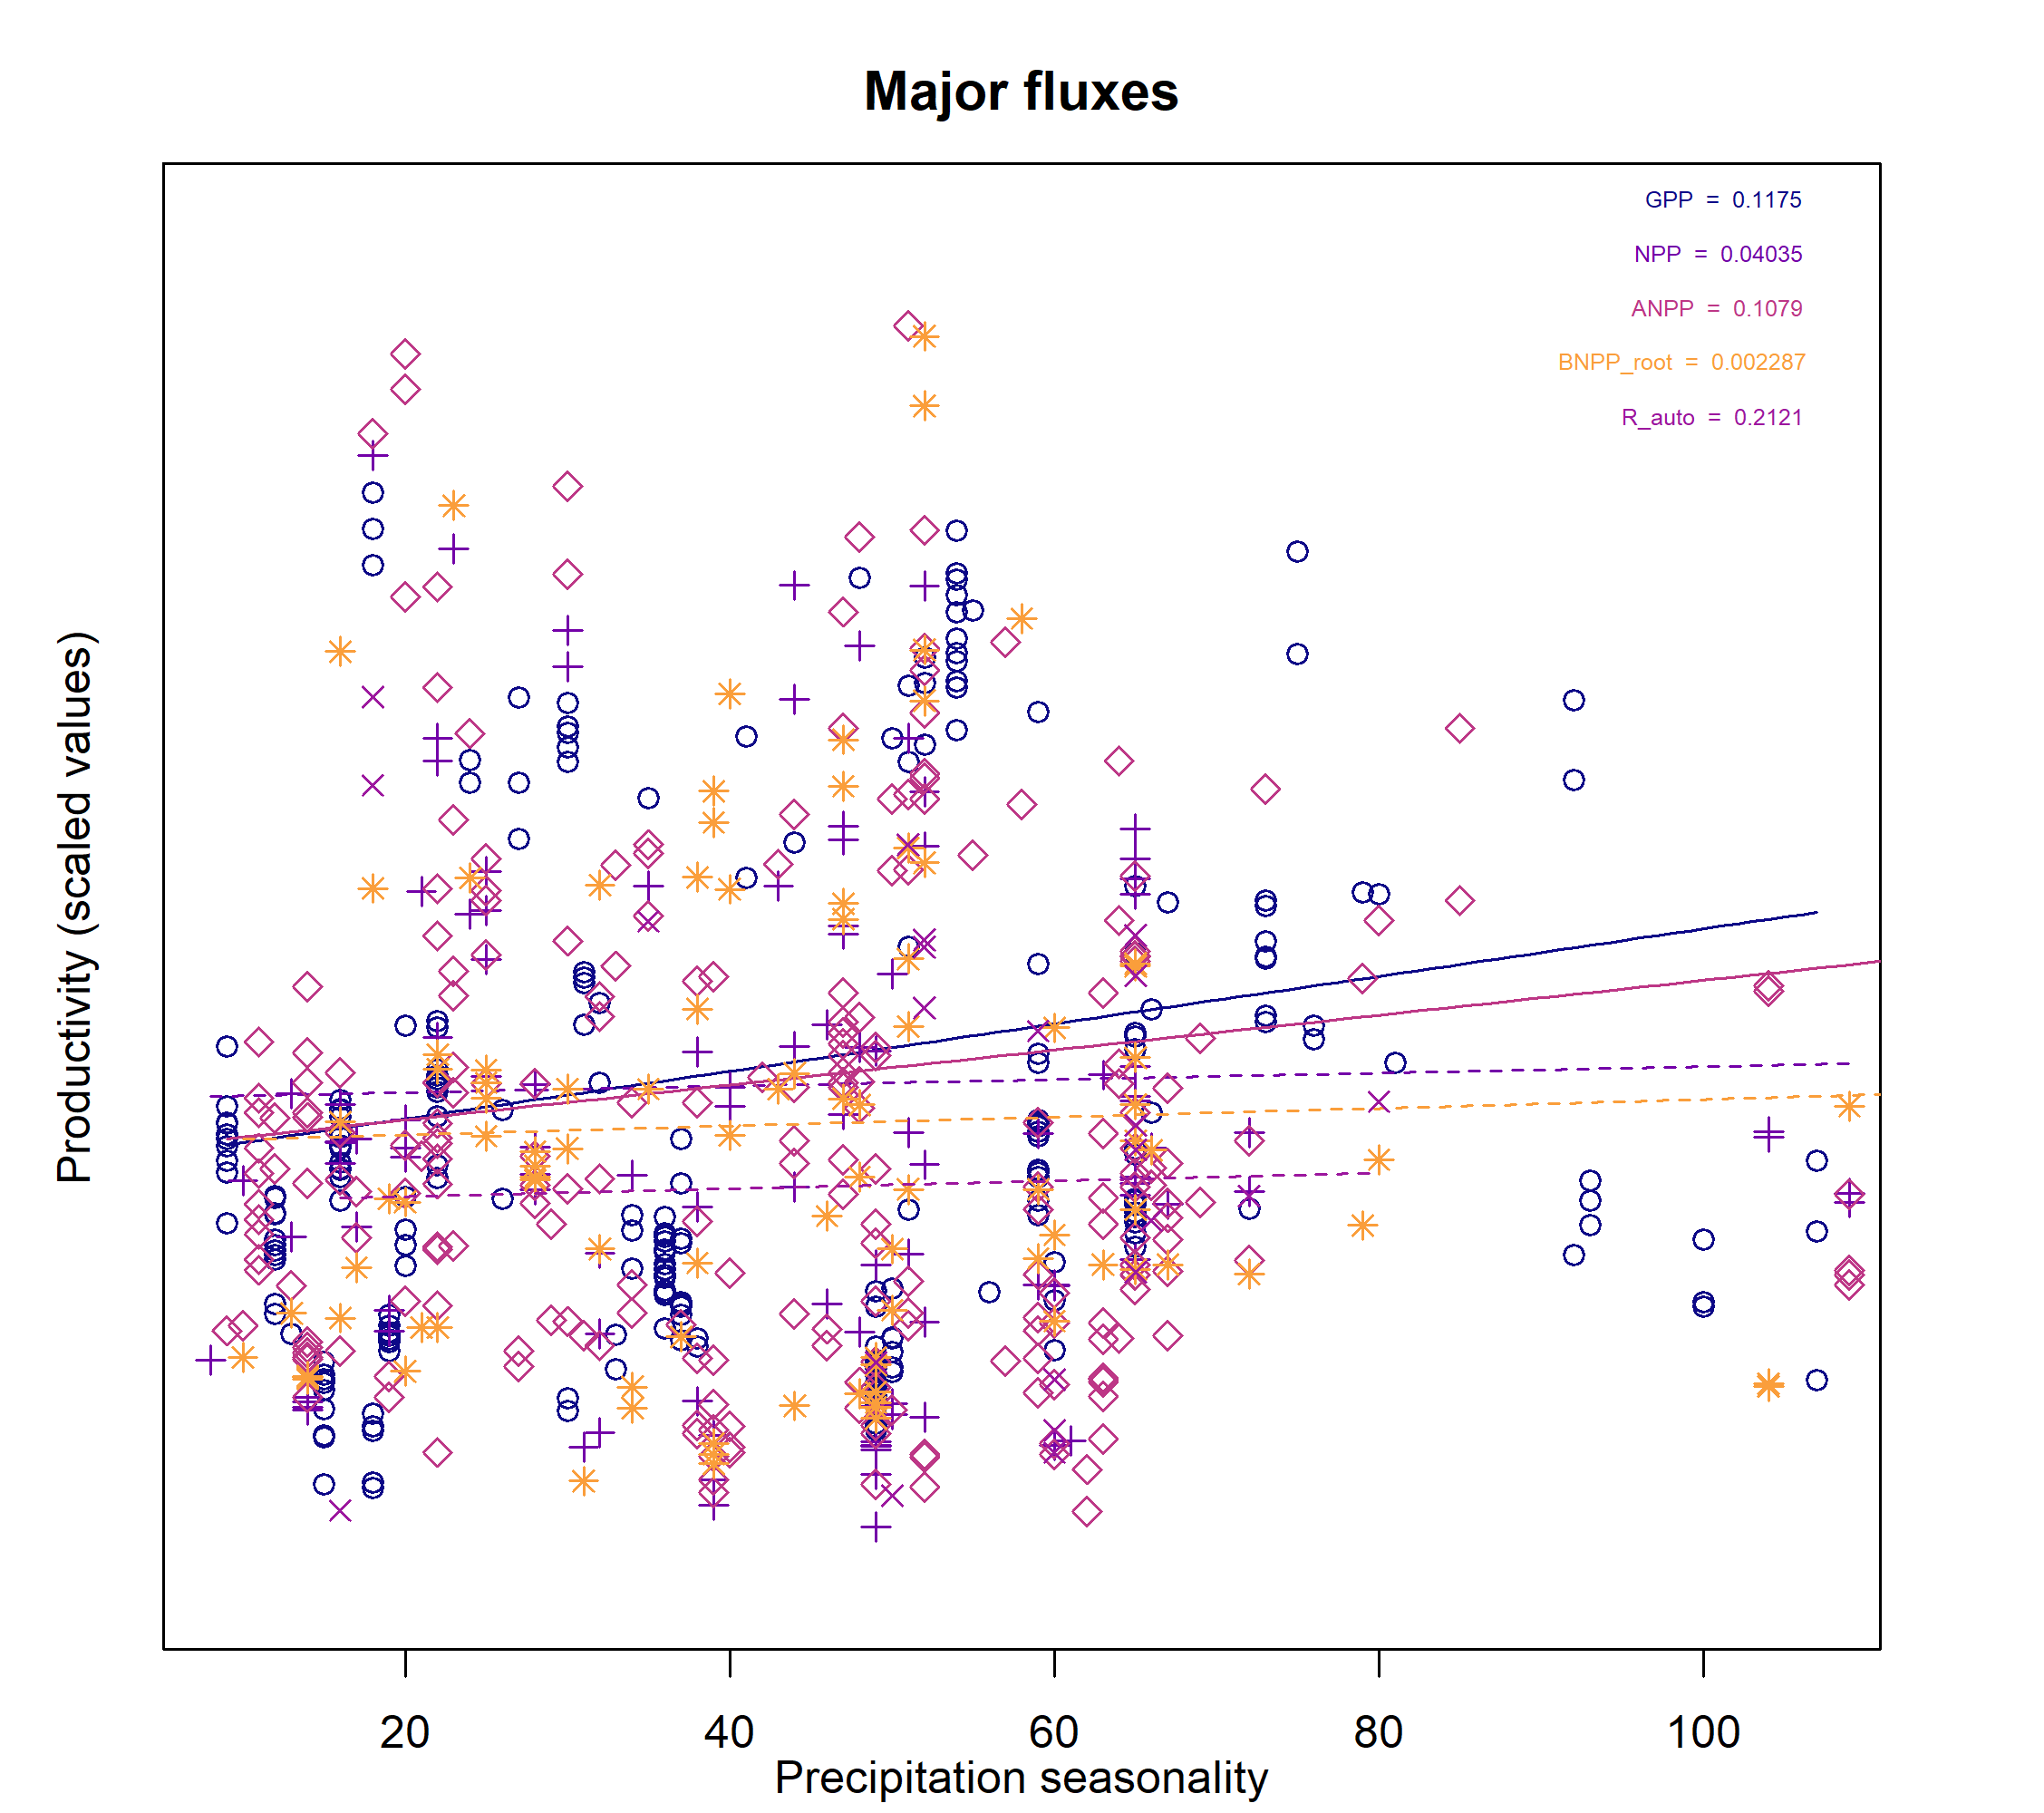 Major fluxes
GPP = 0.1175
NPP = 0.04035
ANPP = 0.1079
BNPP_root = 0.002287
R_auto = 0.2121
Productivity (scaled values)
20 40 60 80 100
Precipitation seasonality